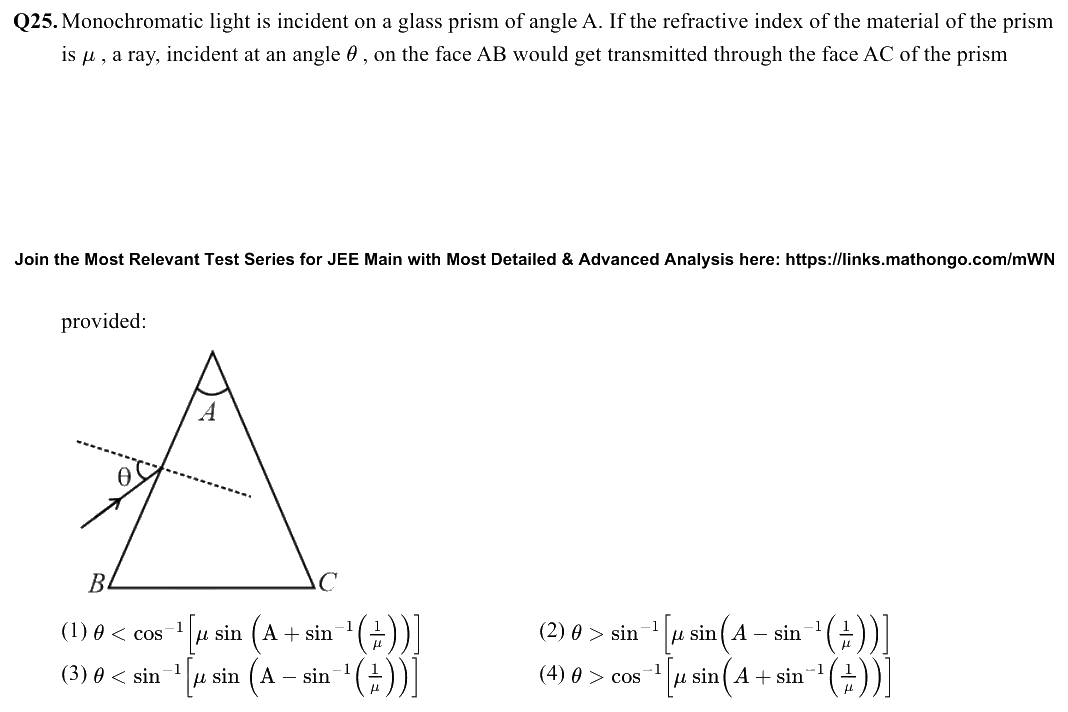 Q25. Monochromatic light is incident on a glass prism of angle A. If the refractive index of the material of the prism
is μ , a ray, incident at an angle θ , on the face AB would get transmitted through the face AC of the prism
Join the Most Relevant Test Series for JEE Main with Most Detailed & Advanced Analysis here: https://links.mathongo.com/mWN
provided:
A
θ
B C
(1) θ < cos⁻¹[μ sin (A + sin⁻¹(1/μ))] (2) θ > sin⁻¹[μ sin(A − sin⁻¹(1/μ))]
(3) θ < sin⁻¹[μ sin (A − sin⁻¹(1/μ))] (4) θ > cos⁻¹[μ sin(A + sin⁻¹(1/μ))]